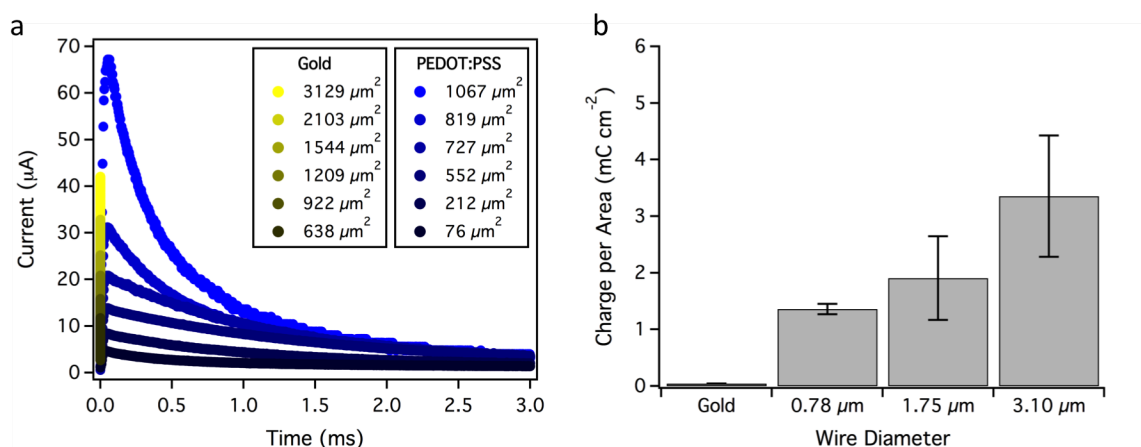 a
70
60
50
40
30
20
10
0
Current (μA)
0.0 0.5 1.0 1.5 2.0 2.5 3.0
Time (ms)
Gold
3129 μm²
2103 μm²
1544 μm²
1209 μm²
922 μm²
638 μm²
PEDOT:PSS
1067 μm²
819 μm²
727 μm²
552 μm²
212 μm²
76 μm²
b
6
5
4
3
2
1
0
Charge per Area (mC cm⁻²)
Gold 0.78 μm 1.75 μm 3.10 μm
Wire Diameter